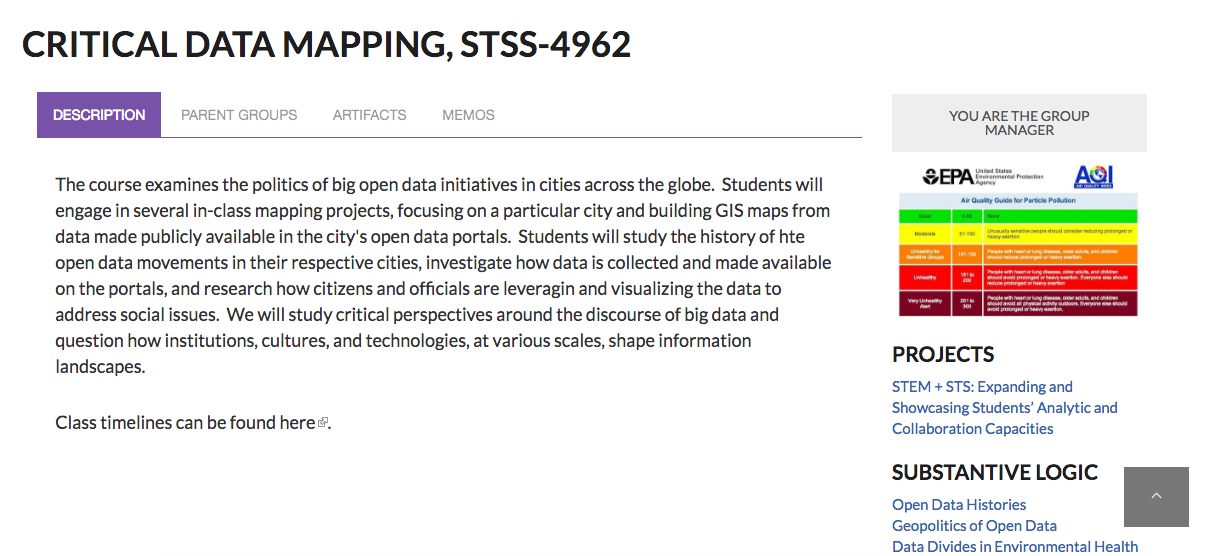 CRITICAL DATA MAPPING, STSS-4962
DESCRIPTION
PARENT GROUPS
ARTIFACTS
MEMOS
The course examines the politics of big open data initiatives in cities across the globe.  Students will
engage in several in-class mapping projects, focusing on a particular city and building GIS maps from
data made publicly available in the city's open data portals.  Students will study the history of hte
open data movements in their respective cities, investigate how data is collected and made available
on the portals, and research how citizens and officials are leveragin and visualizing the data to
address social issues.  We will study critical perspectives around the discourse of big data and
question how institutions, cultures, and technologies, at various scales, shape information
landscapes.
Class timelines can be found here.
YOU ARE THE GROUP
MANAGER
EPA
United States
Environmental Protection
Agency
AQI
AIR QUALITY INDEX
Air Quality Guide for Particle Pollution
Good
0-50
None
Moderate
51-100
Unusually sensitive people should consider reducing prolonged or
heavy exertion
Unhealthy for
Sensitive Groups
101-150
People with heart or lung disease, older adults, and children
should reduce prolonged or heavy exertion
Unhealthy
151 to
200
People with heart or lung disease, older adults, and children
should avoid prolonged or heavy exertion. Everyone else should
reduce prolonged or heavy exertion.
Very Unhealthy
Alert
201 to
300
People with heart or lung disease, older adults, and children
should avoid all physical activity outdoors. Everyone else should
avoid prolonged or heavy exertion.
PROJECTS
STEM + STS: Expanding and
Showcasing Students’ Analytic and
Collaboration Capacities
SUBSTANTIVE LOGIC
Open Data Histories
Geopolitics of Open Data
Data Divides in Environmental Health